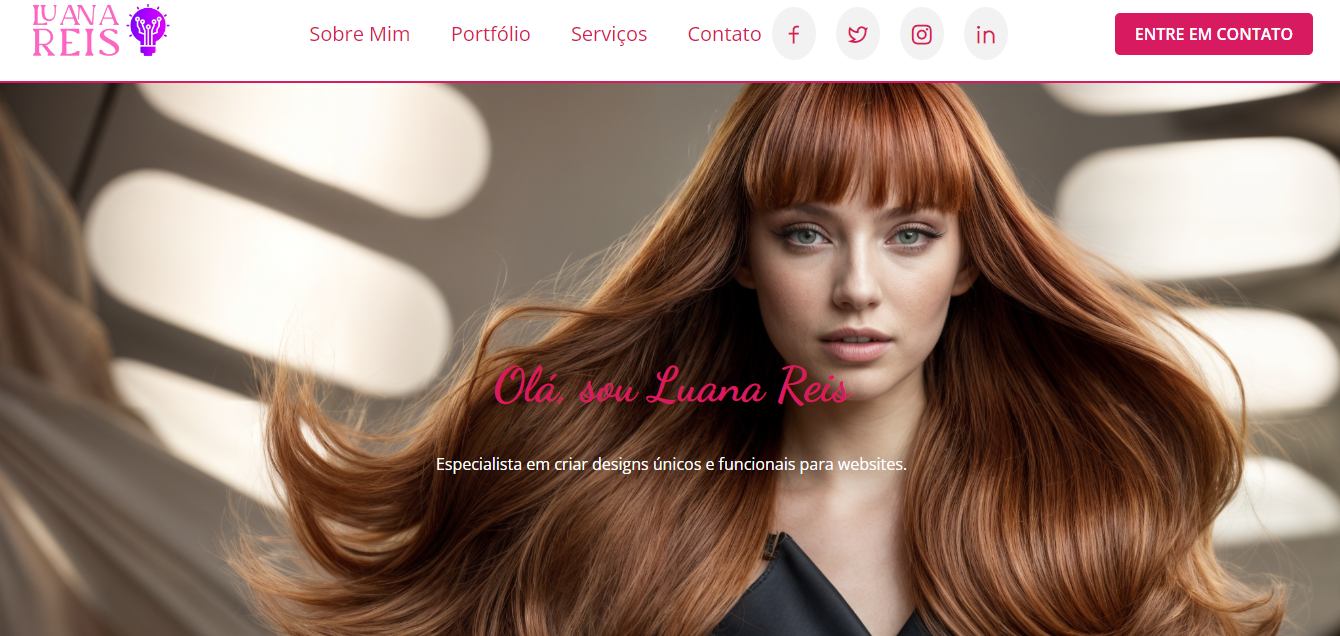 LUANA
REIS
Sobre Mim Portfólio Serviços Contato
ENTRE EM CONTATO
Olá, sou Luana Reis
Especialista em criar designs únicos e funcionais para websites.